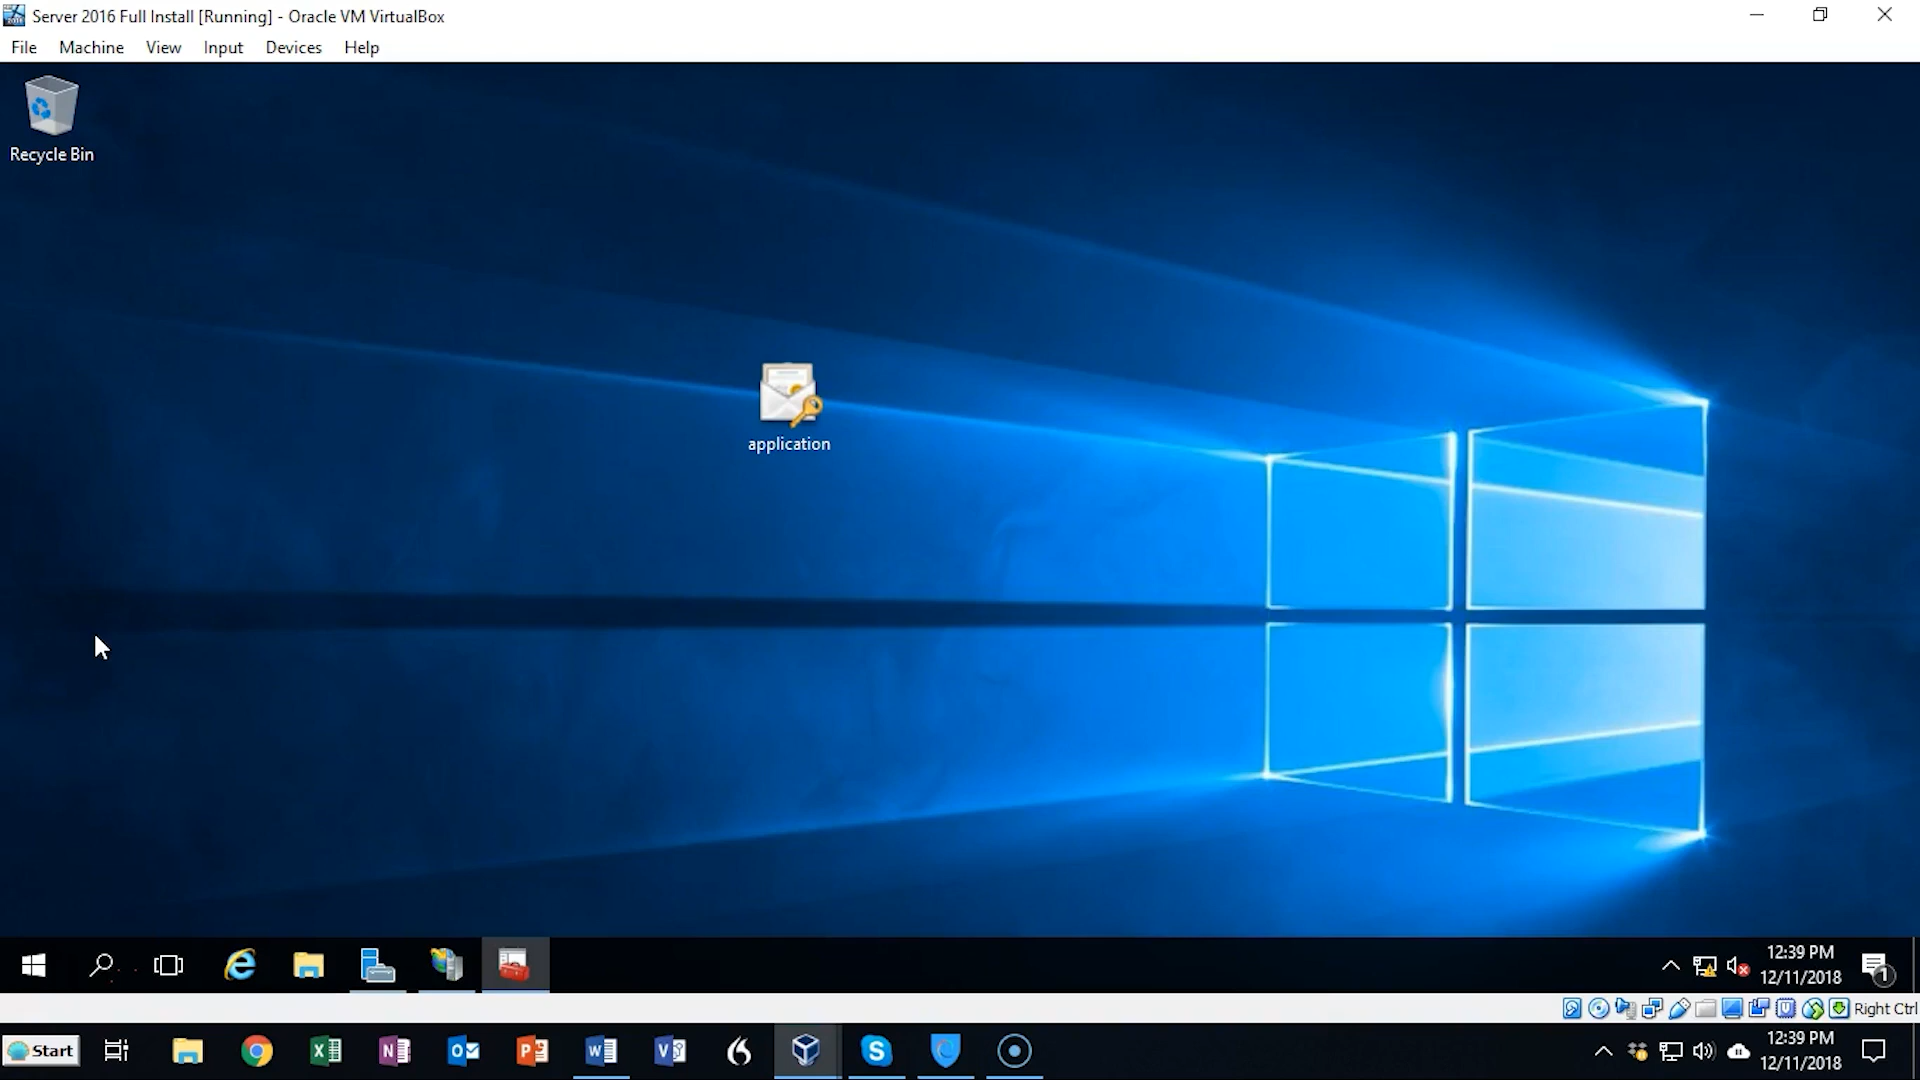 Server 2016 Full Install [Running] - Oracle VM VirtualBox
File Machine View Input Devices Help
Recycle Bin
application
12:39 PM
12/11/2018
1
Right Ctrl
Start
12:39 PM
12/11/2018